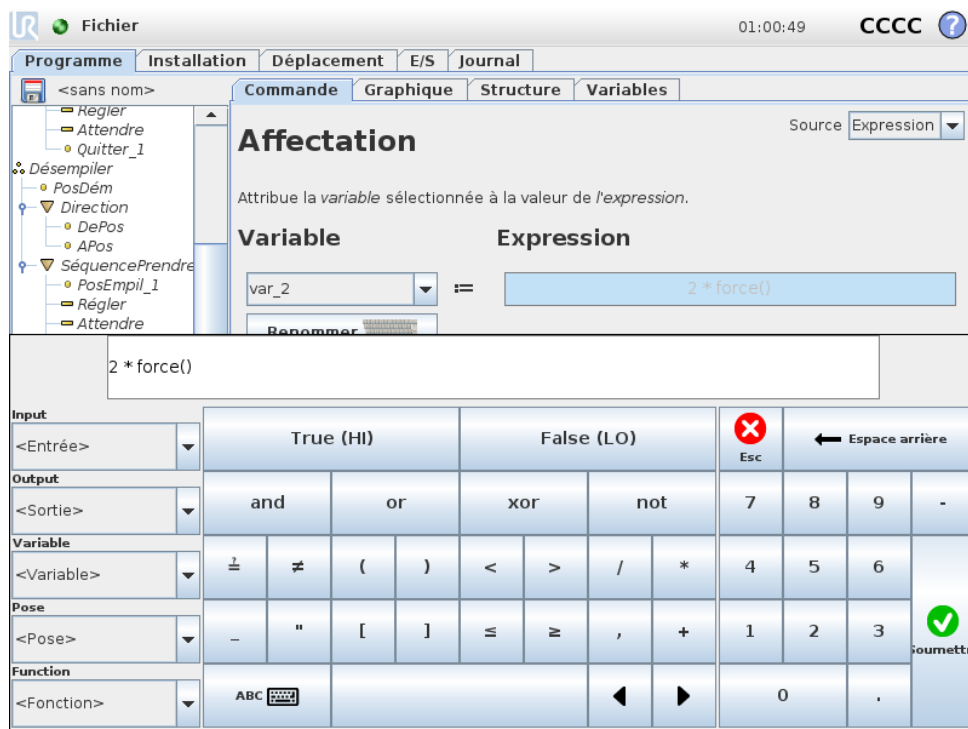 UR Fichier 01:00:49 CCCC ?
Programme Installation Déplacement E/S Journal
<sans nom> Commande Graphique Structure Variables
Régler
Attendre
Quitter_1
Désempiler
PosDém
Direction
DePos
APos
SéquencePrendre
PosEmpil_1
Régler
Attendre
Affectation
Source Expression
Attribue la variable sélectionnée à la valeur de l'expression.
Variable Expression
var_2 := 2 * force()
Renommer
2 * force()
Input
<Entrée> True (HI) False (LO) Esc Espace arrière
Output
<Sortie> and or xor not 7 8 9 -
Variable
<Variable> ≟ ≠ ( ) < > / * 4 5 6
Pose
<Pose> _ " [ ] ≤ ≥ , + 1 2 3 Soumettr
Function
<Fonction> ABC 0 .